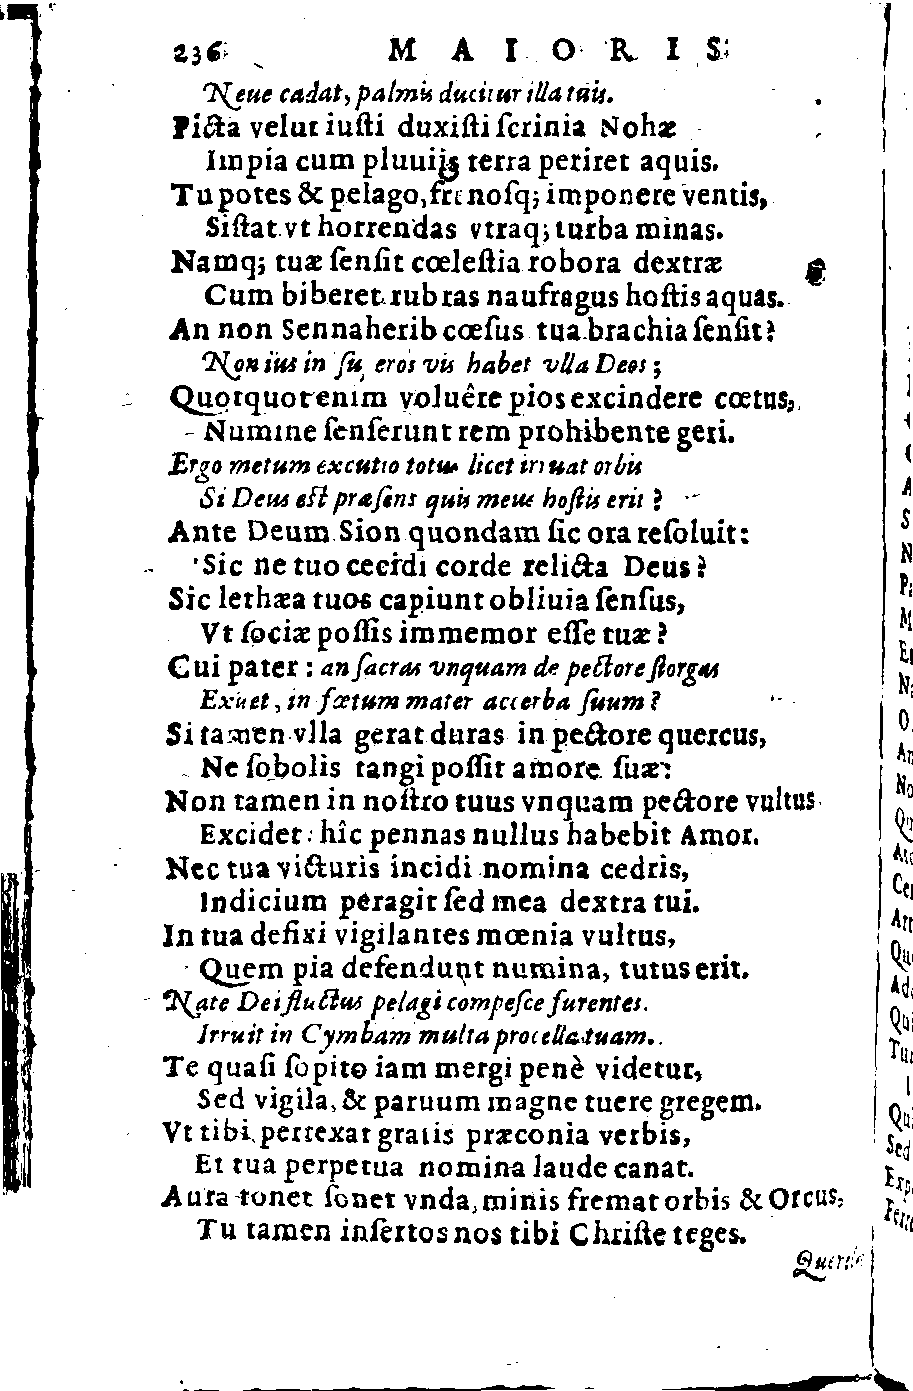 236 MAIORIS
Neue cadat, palmis ducitur illa tuis.
Picta velut iusti duxisti scrinia Nohæ
Impia cum pluuijs terra periret aquis.
Tu potes & pelago, frenosq; imponere ventis,
Sistat vt horrendas vtraq; turba minas.
Namq; tuæ sensit cœlestia robora dextræ
Cum biberet rubras naufragus hostis aquas.
An non Sennaherib cœsus tua brachia sensit?
Non ius in su eros vis habet vlla Deos;
Quotquot enim voluêre pios excindere cœtus,
Numine senserunt rem prohibente geri.
Ergo metum excutio totus licet in uat orbis
Si Deus est præsens quis meus hostis erit?
Ante Deum Sion quondam sic ora resoluit:
Sic ne tuo cecidi corde relicta Deus?
Sic lethæa tuos capiunt obliuia sensus,
Vt sociæ possis immemor esse tuæ?
Cui pater: an sacras vnquam de pectore storgas
Exuet, in fœtum mater accerba suum?
Si tamen vlla gerat duras in pectore quercus,
Ne sobolis tangi possit amore suæ:
Non tamen in nostro tuus vnquam pectore vultus
Excidet: hîc pennas nullus habebit Amor.
Nec tua victuris incidi nomina cedris,
Indicium peragit sed mea dextra tui.
In tua defixi vigilantes mœnia vultus,
Quem pia defendunt numina, tutus erit.
Nate Dei fluctus pelagi compesce furentes.
Irruit in Cymbam multa procella tuam.
Te quasi sopito iam mergi penè videtur,
Sed vigila, & paruum magne tuere gregem.
Vt tibi pertexat gratis præconia verbis,
Et tua perpetua nomina laude canat.
Aura tonet sonet vnda, minis fremat orbis & Orcus,
Tu tamen insertos nos tibi Christe teges.